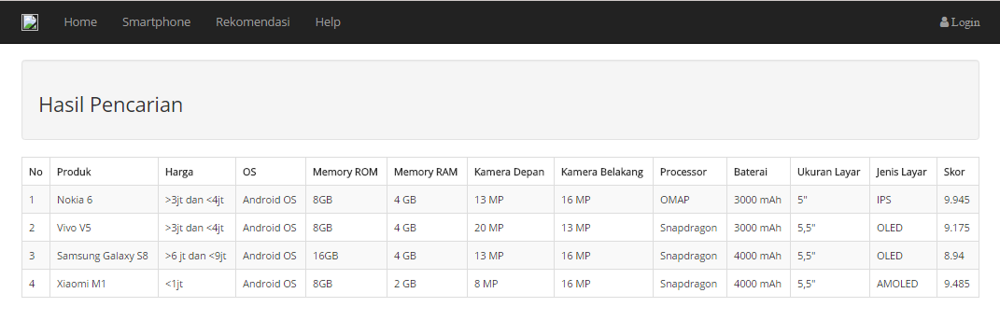 Home Smartphone Rekomendasi Help Login
Hasil Pencarian
No Produk Harga OS Memory ROM Memory RAM Kamera Depan Kamera Belakang Processor Baterai Ukuran Layar Jenis Layar Skor
1 Nokia 6 >3jt dan <4jt Android OS 8GB 4 GB 13 MP 16 MP OMAP 3000 mAh 5" IPS 9.945
2 Vivo V5 >3jt dan <4jt Android OS 8GB 4 GB 20 MP 13 MP Snapdragon 3000 mAh 5,5" OLED 9.175
3 Samsung Galaxy S8 >6 jt dan <9jt Android OS 16GB 4 GB 13 MP 16 MP Snapdragon 4000 mAh 5,5" OLED 8.94
4 Xiaomi M1 <1jt Android OS 8GB 2 GB 8 MP 16 MP Snapdragon 4000 mAh 5,5" AMOLED 9.485